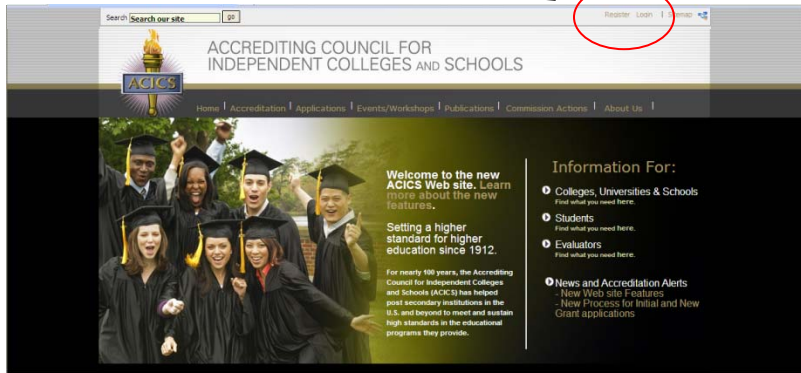 Search Search our site go Register Login | Sitemap
ACCREDITING COUNCIL FOR
INDEPENDENT COLLEGES AND SCHOOLS
ACICS
Home | Accreditation | Applications | Events/Workshops | Publications | Commission Actions | About Us |
Welcome to the new
ACICS Web site. Learn
more about the new
features.
Setting a higher
standard for higher
education since 1912.
For nearly 100 years, the Accrediting
Council for Independent Colleges
and Schools (ACICS) has helped
post secondary institutions in the
U.S. and beyond to meet and sustain
high standards in the educational
programs they provide.
Information For:
Colleges, Universities & Schools
Find what you need here.
Students
Find what you need here.
Evaluators
Find what you need here.
News and Accreditation Alerts
- New Web site Features
- New Process for Initial and New
Grant applications